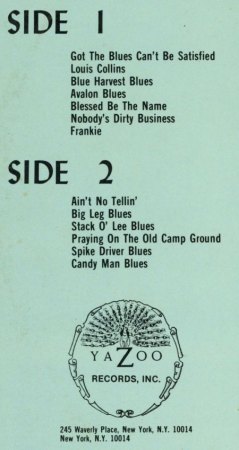 SIDE 1
Got The Blues Can't Be Satisfied
Louis Collins
Blue Harvest Blues
Avalon Blues
Blessed Be The Name
Nobody's Dirty Business
Frankie
SIDE 2
Ain't No Tellin'
Big Leg Blues
Stack O' Lee Blues
Praying On The Old Camp Ground
Spike Driver Blues
Candy Man Blues
YAZOO
RECORDS, INC.
245 Waverly Place, New York, N.Y. 10014
New York, N.Y. 10014